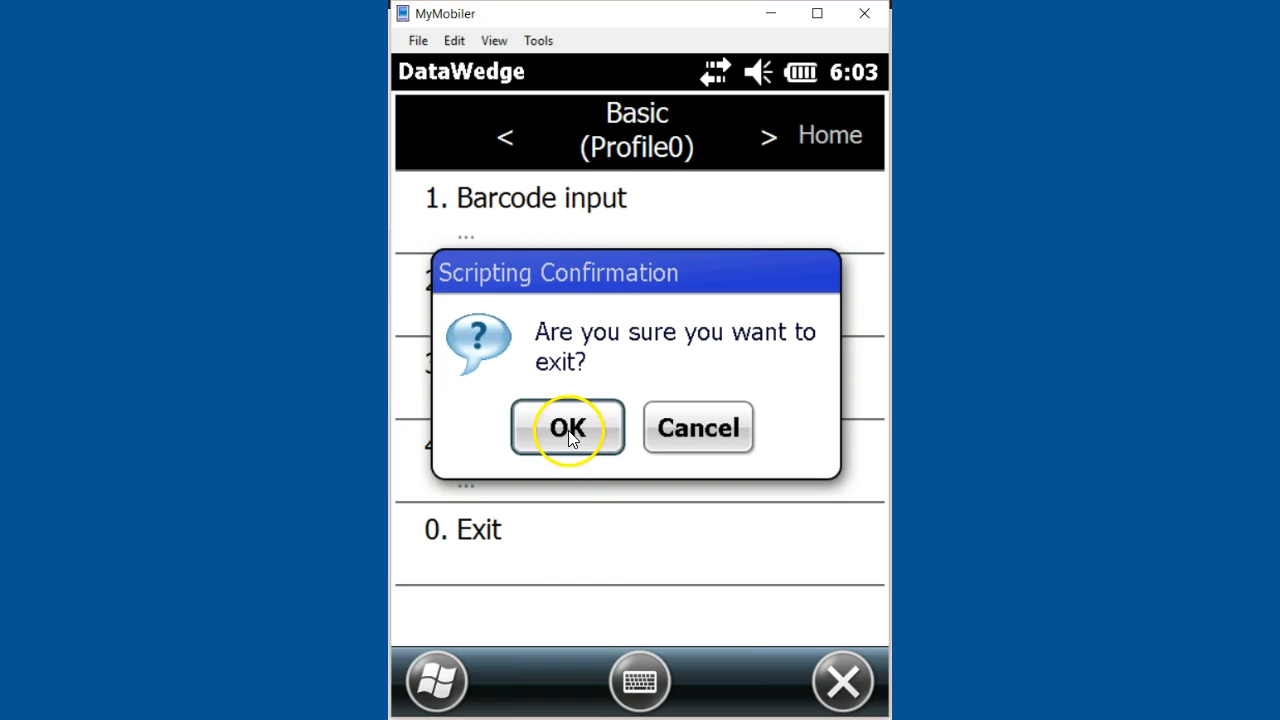 MyMobiler
File Edit View Tools
DataWedge 6:03
Basic
< (Profile0) > Home
1. Barcode input
...
Scripting Confirmation
? Are you sure you want to
exit?
OK Cancel
...
0. Exit